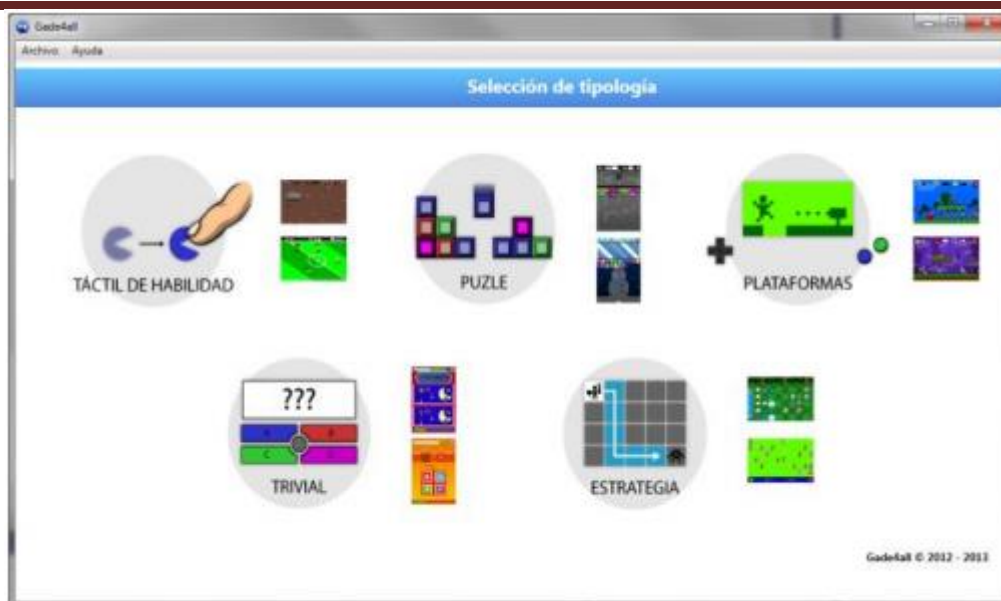 Gade4all
Archivo Ayuda
Selección de tipología
TÁCTIL DE HABILIDAD
PUZLE
PLATAFORMAS
???
A B
C
TRIVIAL
ESTRATEGIA
Gade4all © 2012 - 2013